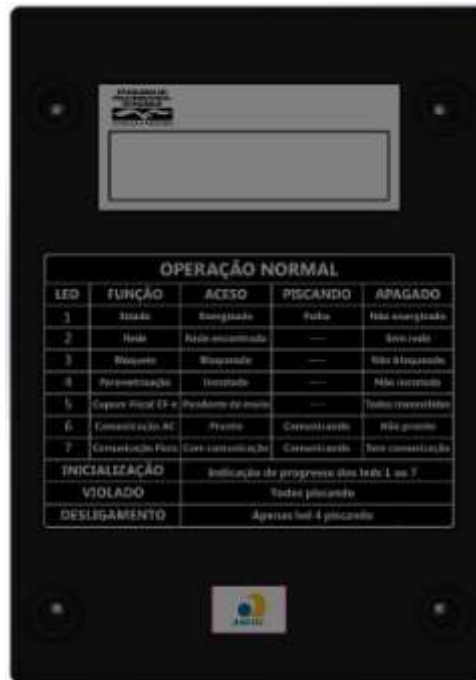 OPERAÇÃO NORMAL
LED FUNÇÃO ACESO PISCANDO APAGADO
1 Estado Energizado Falha Não energizado
2 Rede Rede encontrada ---- Sem rede
3 Bloqueio Bloqueado ---- Não bloqueado
4 Parametrização Instalado ---- Não instalado
5 Cupom Fiscal CF-e Pendente de envio ---- Todos transmitidos
6 Comunicação AC Pronto Comunicando Não pronto
7 Comunicação Fisco Com comunicação Comunicando Sem comunicação
INICIALIZAÇÃO Indicação de progresso dos leds 1 ao 7
VIOLADO Todos piscando
DESLIGAMENTO Apenas led 4 piscando